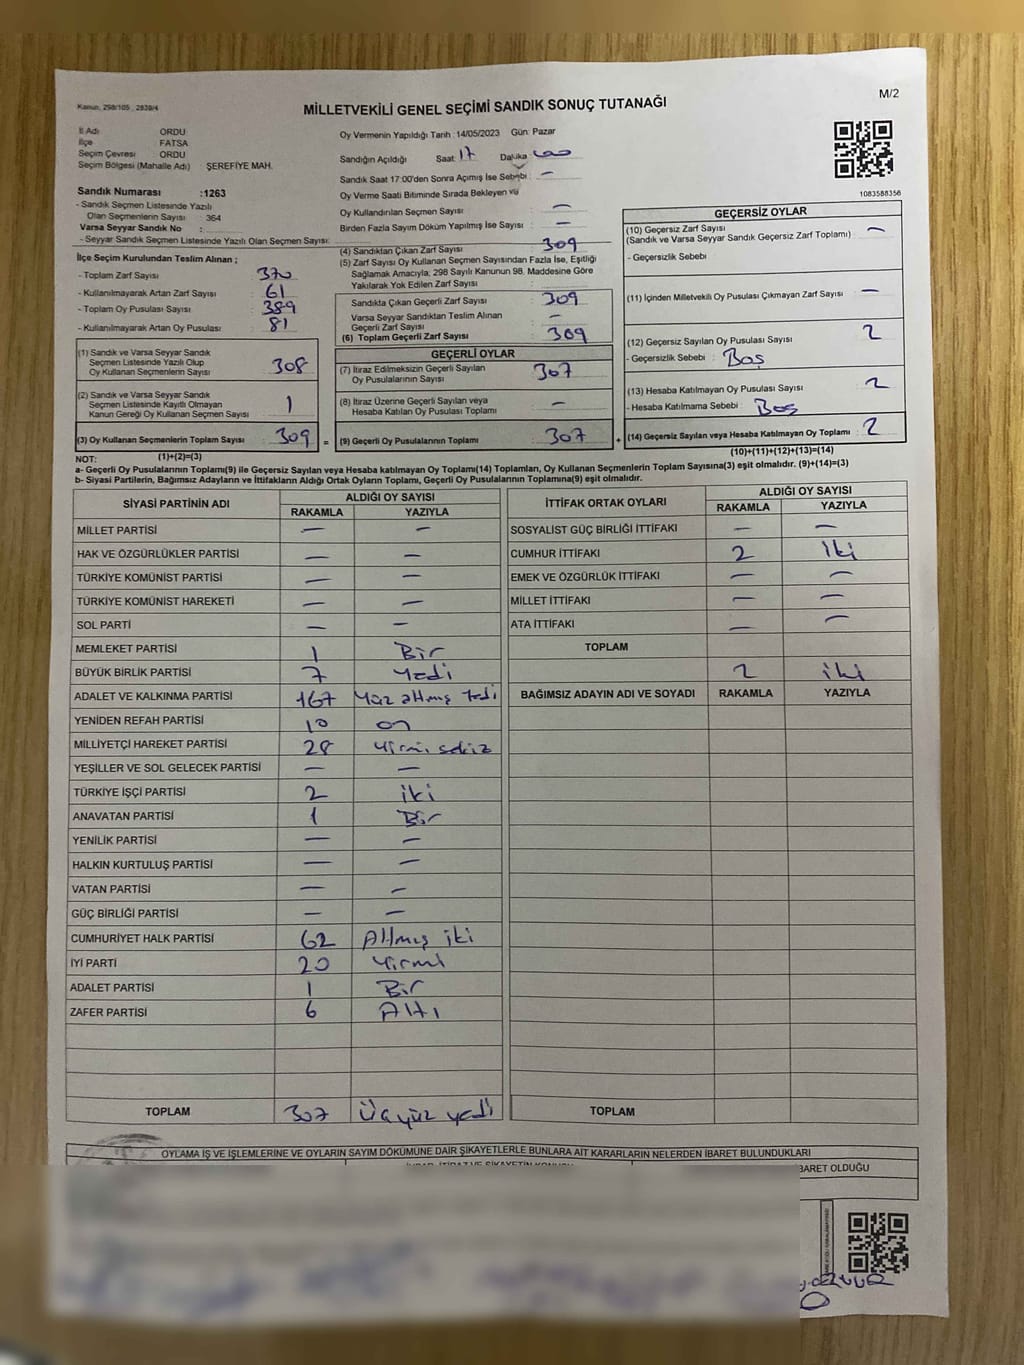 Kanun, 298/105 , 2839/4
M/2
MİLLETVEKİLİ GENEL SEÇİMİ SANDIK SONUÇ TUTANAĞI
İl Adı ORDU
İlçe FATSA
Seçim Çevresi ORDU
Seçim Bölgesi (Mahalle Adı) : ŞEREFİYE MAH.
Oy Vermenin Yapıldığı Tarih :14/05/2023 Gün: Pazar
Sandığın Açıldığı Saat 17 Dakika
Sandık Saat 17:00'den Sonra Açımış İse Sebebi : —
Oy Verme Saati Bitiminde Sırada Bekleyen ve
Oy Kullandırılan Seçmen Sayısı : —
Birden Fazla Sayım Döküm Yapılmış İse Sayısı : —
1083588356
Sandık Numarası :1263
- Sandık Seçmen Listesinde Yazılı
Olan Seçmenlerin Sayısı : 364
Varsa Seyyar Sandık No :
- Seyyar Sandık Seçmen Listesinde Yazılı Olan Seçmen Sayısı:
İlçe Seçim Kurulundan Teslim Alınan ;
- Toplam Zarf Sayısı : 370
- Kullanılmayarak Artan Zarf Sayısı : 61
- Toplam Oy Pusulası Sayısı : 389
- Kullanılmayarak Artan Oy Pusulası : 81
(4) Sandıktan Çıkan Zarf Sayısı : 309
(5) Zarf Sayısı Oy Kullanan Seçmen Sayısından Fazla İse, Eşitliği
Sağlamak Amacıyla; 298 Sayılı Kanunun 98. Maddesine Göre
Yakılarak Yok Edilen Zarf Sayısı :
Sandıkta Çıkan Geçerli Zarf Sayısı : 309
Varsa Seyyar Sandıktan Teslim Alınan
Geçerli Zarf Sayısı : —
(6) Toplam Geçerli Zarf Sayısı : 309
GEÇERSİZ OYLAR
(10) Geçersiz Zarf Sayısı : —
(Sandık ve Varsa Seyyar Sandık Geçersiz Zarf Toplamı)
- Geçersizlik Sebebi :
(11) İçinden Milletvekili Oy Pusulası Çıkmayan Zarf Sayısı : —
(12) Geçersiz Sayılan Oy Pusulası Sayısı : 2
- Geçersizlik Sebebi : Boş
(13) Hesaba Katılmayan Oy Pusulası Sayısı : 2
- Hesaba Katılmama Sebebi : Boş
(14) Geçersiz Sayılan veya Hesaba Katılmayan Oy Toplamı : 2
(10)+(11)+(12)+(13)=(14)
(1) Sandık ve Varsa Seyyar Sandık
Seçmen Listesinde Yazılı Olup
Oy Kullanan Seçmenlerin Sayısı : 308
(2) Sandık ve Varsa Seyyar Sandık
Seçmen Listesinde Kayıtlı Olmayan
Kanun Gereği Oy Kullanan Seçmen Sayısı : 1
(3) Oy Kullanan Seçmenlerin Toplam Sayısı : 309 =
(1)+(2)=(3)
GEÇERLİ OYLAR
(7) İtiraz Edilmeksizin Geçerli Sayılan
Oy Pusulalarının Sayısı : 307
(8) İtiraz Üzerine Geçerli Sayılan veya
Hesaba Katılan Oy Pusulası Toplamı : —
(9) Geçerli Oy Pusulalarının Toplamı : 307 +
NOT:
a- Geçerli Oy Pusulalarının Toplamı(9) ile Geçersiz Sayılan veya Hesaba katılmayan Oy Toplamı(14) Toplamları, Oy Kullanan Seçmenlerin Toplam Sayısına(3) eşit olmalıdır. (9)+(14)=(3)
b- Siyasi Partilerin, Bağımsız Adayların ve İttifakların Aldığı Ortak Oyların Toplamı, Geçerli Oy Pusulalarının Toplamına(9) eşit olmalıdır.
SİYASİ PARTİNİN ADI ALDIĞI OY SAYISI
RAKAMLA YAZIYLA
MİLLET PARTİSİ — —
HAK VE ÖZGÜRLÜKLER PARTİSİ — —
TÜRKİYE KOMÜNİST PARTİSİ — —
TÜRKİYE KOMÜNİST HAREKETİ — —
SOL PARTİ — —
MEMLEKET PARTİSİ 1 Bir
BÜYÜK BİRLİK PARTİSİ 7 Yedi
ADALET VE KALKINMA PARTİSİ 167 Yüz altmış Yedi
YENİDEN REFAH PARTİSİ 10 on
MİLLİYETÇİ HAREKET PARTİSİ 28 Yirmi sekiz
YEŞİLLER VE SOL GELECEK PARTİSİ — —
TÜRKİYE İŞÇİ PARTİSİ 2 iki
ANAVATAN PARTİSİ 1 Bir
YENİLİK PARTİSİ — —
HALKIN KURTULUŞ PARTİSİ — —
VATAN PARTİSİ — —
GÜÇ BİRLİĞİ PARTİSİ — —
CUMHURİYET HALK PARTİSİ 62 Altmış iki
İYİ PARTİ 20 Yirmi
ADALET PARTİSİ 1 Bir
ZAFER PARTİSİ 6 Altı
TOPLAM 307 Üçyüz yedi
İTTİFAK ORTAK OYLARI ALDIĞI OY SAYISI
RAKAMLA YAZIYLA
SOSYALİST GÜÇ BİRLİĞİ İTTİFAKI — —
CUMHUR İTTİFAKI 2 iki
EMEK VE ÖZGÜRLÜK İTTİFAKI — —
MİLLET İTTİFAKI — —
ATA İTTİFAKI — —
TOPLAM 2 iki
BAĞIMSIZ ADAYIN ADI VE SOYADI RAKAMLA YAZIYLA
TOPLAM
OYLAMA İŞ VE İŞLEMLERİNE VE OYLARIN SAYIM DÖKÜMÜNE DAİR ŞİKAYETLERLE BUNLARA AİT KARARLARIN NELERDEN İBARET BULUNDUKLARI
BARET OLDUĞU